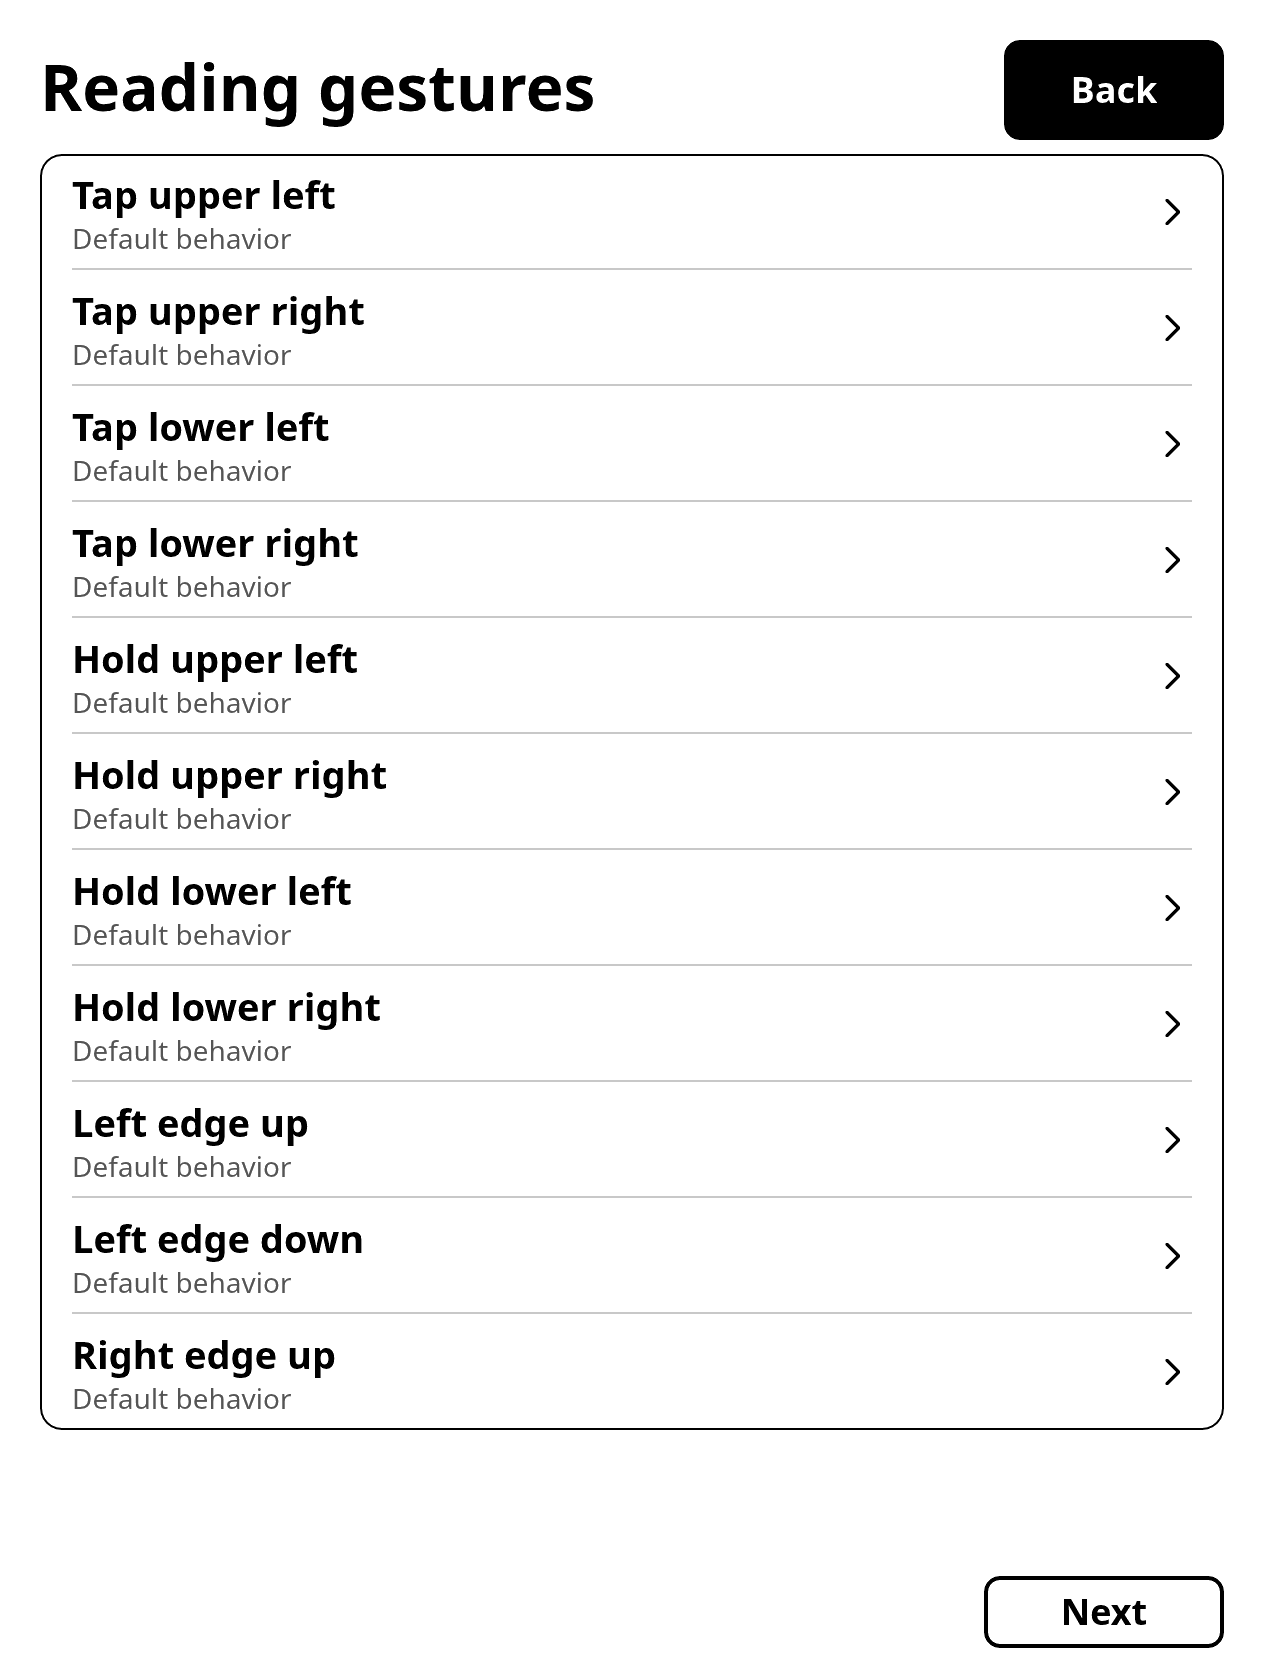 Reading gestures
Back
Tap upper left
Default behavior
Tap upper right
Default behavior
Tap lower left
Default behavior
Tap lower right
Default behavior
Hold upper left
Default behavior
Hold upper right
Default behavior
Hold lower left
Default behavior
Hold lower right
Default behavior
Left edge up
Default behavior
Left edge down
Default behavior
Right edge up
Default behavior
Next